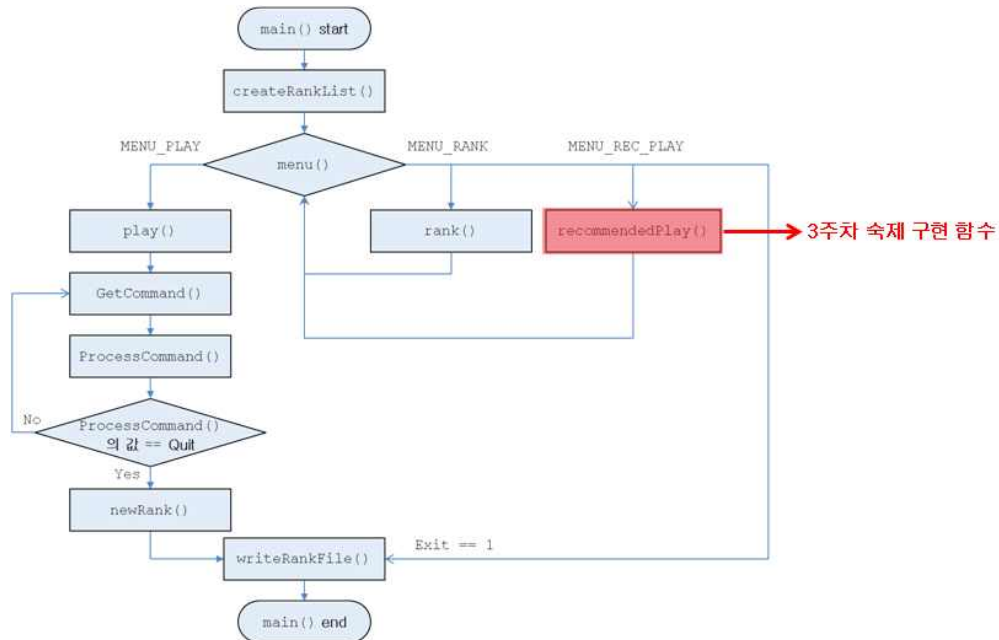 main() start
createRankList()
MENU_PLAY
MENU_RANK
MENU_REC_PLAY
menu()
play()
rank()
recommendedPlay()
3주차 숙제 구현 함수
GetCommand()
ProcessCommand()
No
ProcessCommand()
의 값 == Quit
Yes
newRank()
Exit == 1
writeRankFile()
main() end